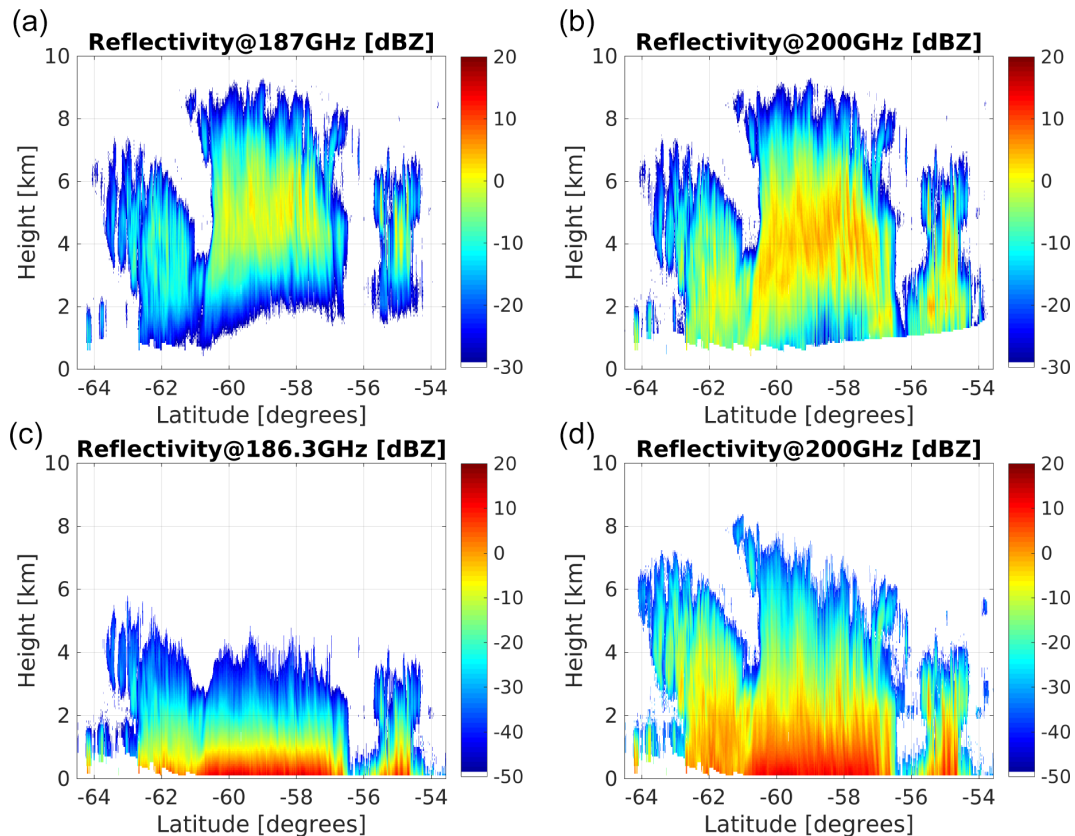 (a)
Reflectivity@187GHz [dBZ]
10
8
6
4
2
0
Height [km]
-64 -62 -60 -58 -56 -54
Latitude [degrees]
20
10
0
-10
-20
-30
(b)
Reflectivity@200GHz [dBZ]
10
8
6
4
2
0
Height [km]
-64 -62 -60 -58 -56 -54
Latitude [degrees]
20
10
0
-10
-20
-30
(c)
Reflectivity@186.3GHz [dBZ]
10
8
6
4
2
0
Height [km]
-64 -62 -60 -58 -56 -54
Latitude [degrees]
20
10
0
-10
-20
-30
-40
-50
(d)
Reflectivity@200GHz [dBZ]
10
8
6
4
2
0
Height [km]
-64 -62 -60 -58 -56 -54
Latitude [degrees]
20
10
0
-10
-20
-30
-40
-50